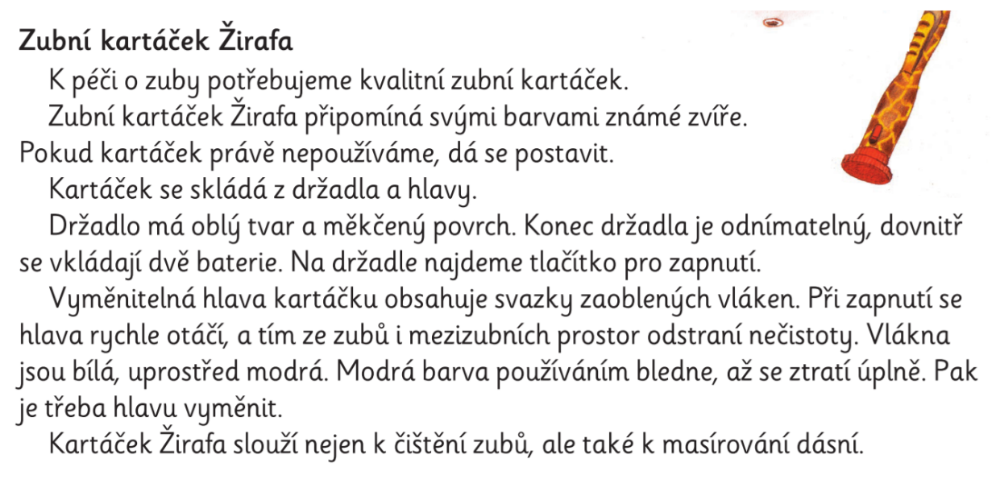 Zubní kartáček Žirafa
K péči o zuby potřebujeme kvalitní zubní kartáček.
Zubní kartáček Žirafa připomíná svými barvami známé zvíře.
Pokud kartáček právě nepoužíváme, dá se postavit.
Kartáček se skládá z držadla a hlavy.
Držadlo má oblý tvar a měkčený povrch. Konec držadla je odnímatelný, dovnitř
se vkládají dvě baterie. Na držadle najdeme tlačítko pro zapnutí.
Vyměnitelná hlava kartáčku obsahuje svazky zaoblených vláken. Při zapnutí se
hlava rychle otáčí, a tím ze zubů i mezizubních prostor odstraní nečistoty. Vlákna
jsou bílá, uprostřed modrá. Modrá barva používáním bledne, až se ztratí úplně. Pak
je třeba hlavu vyměnit.
Kartáček Žirafa slouží nejen k čištění zubů, ale také k masírování dásní.